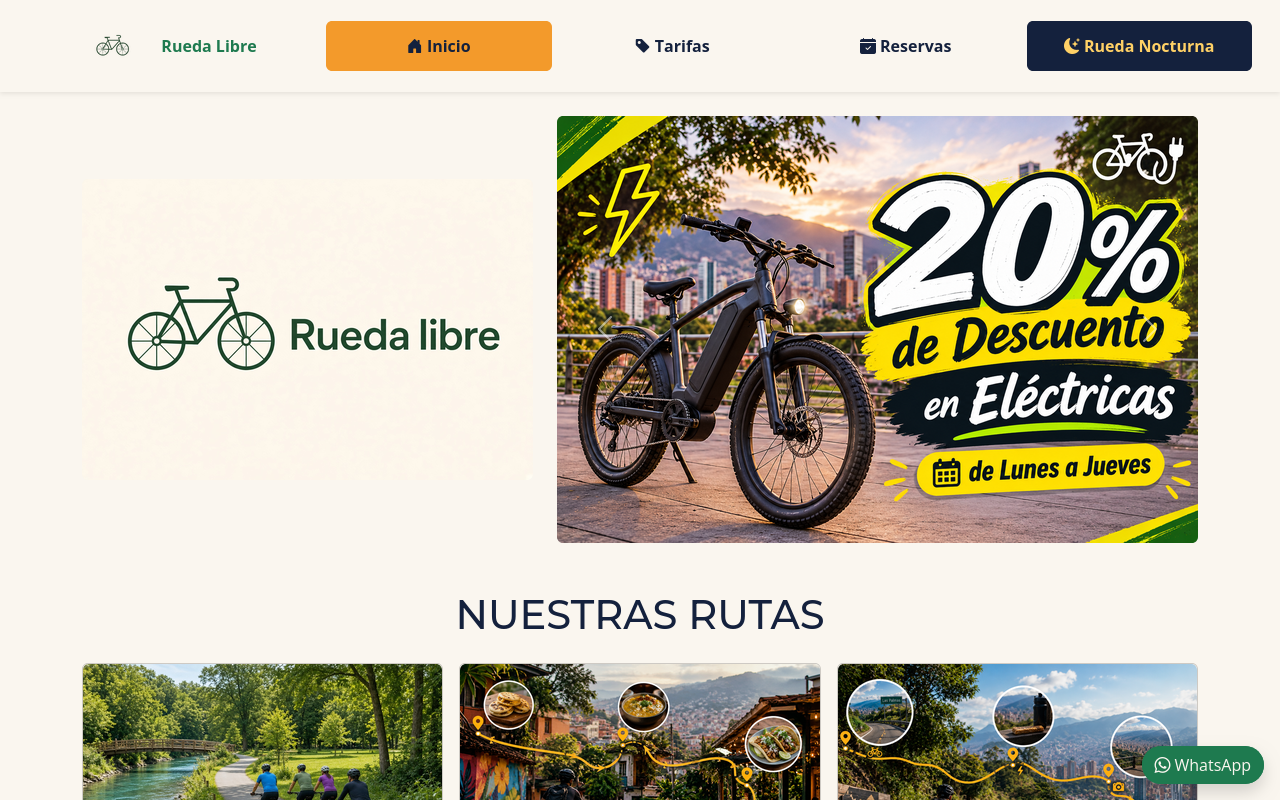 Rueda Libre
Inicio
Tarifas
Reservas
Rueda Nocturna
Rueda libre
20%
de Descuento
en Eléctricas
de Lunes a Jueves
NUESTRAS RUTAS
WhatsApp